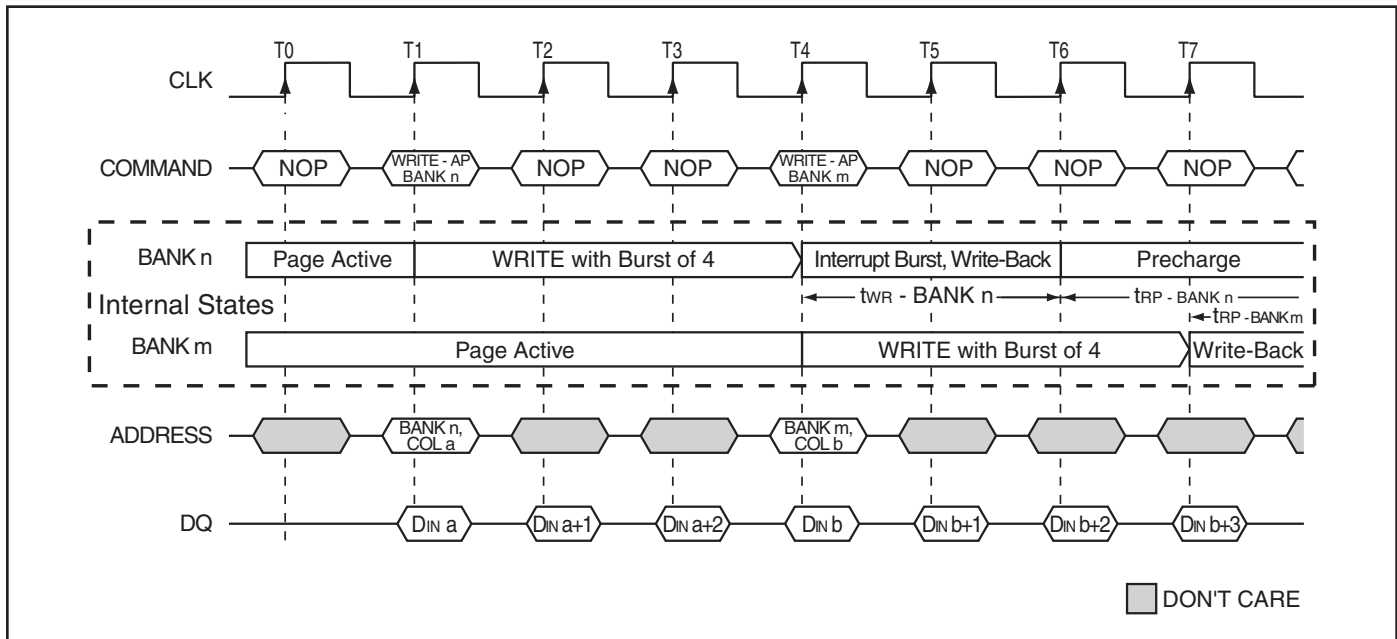 T0 T1 T2 T3 T4 T5 T6 T7
CLK
COMMAND NOP WRITE - AP BANK n NOP NOP WRITE - AP BANK m NOP NOP NOP
BANK n Page Active WRITE with Burst of 4 Interrupt Burst, Write-Back Precharge
Internal States tWR - BANK n tRP - BANK n
tRP - BANK m
BANK m Page Active WRITE with Burst of 4 Write-Back
ADDRESS BANK n, COL a BANK m, COL b
DQ DIN a DIN a+1 DIN a+2 DIN b DIN b+1 DIN b+2 DIN b+3
DON'T CARE